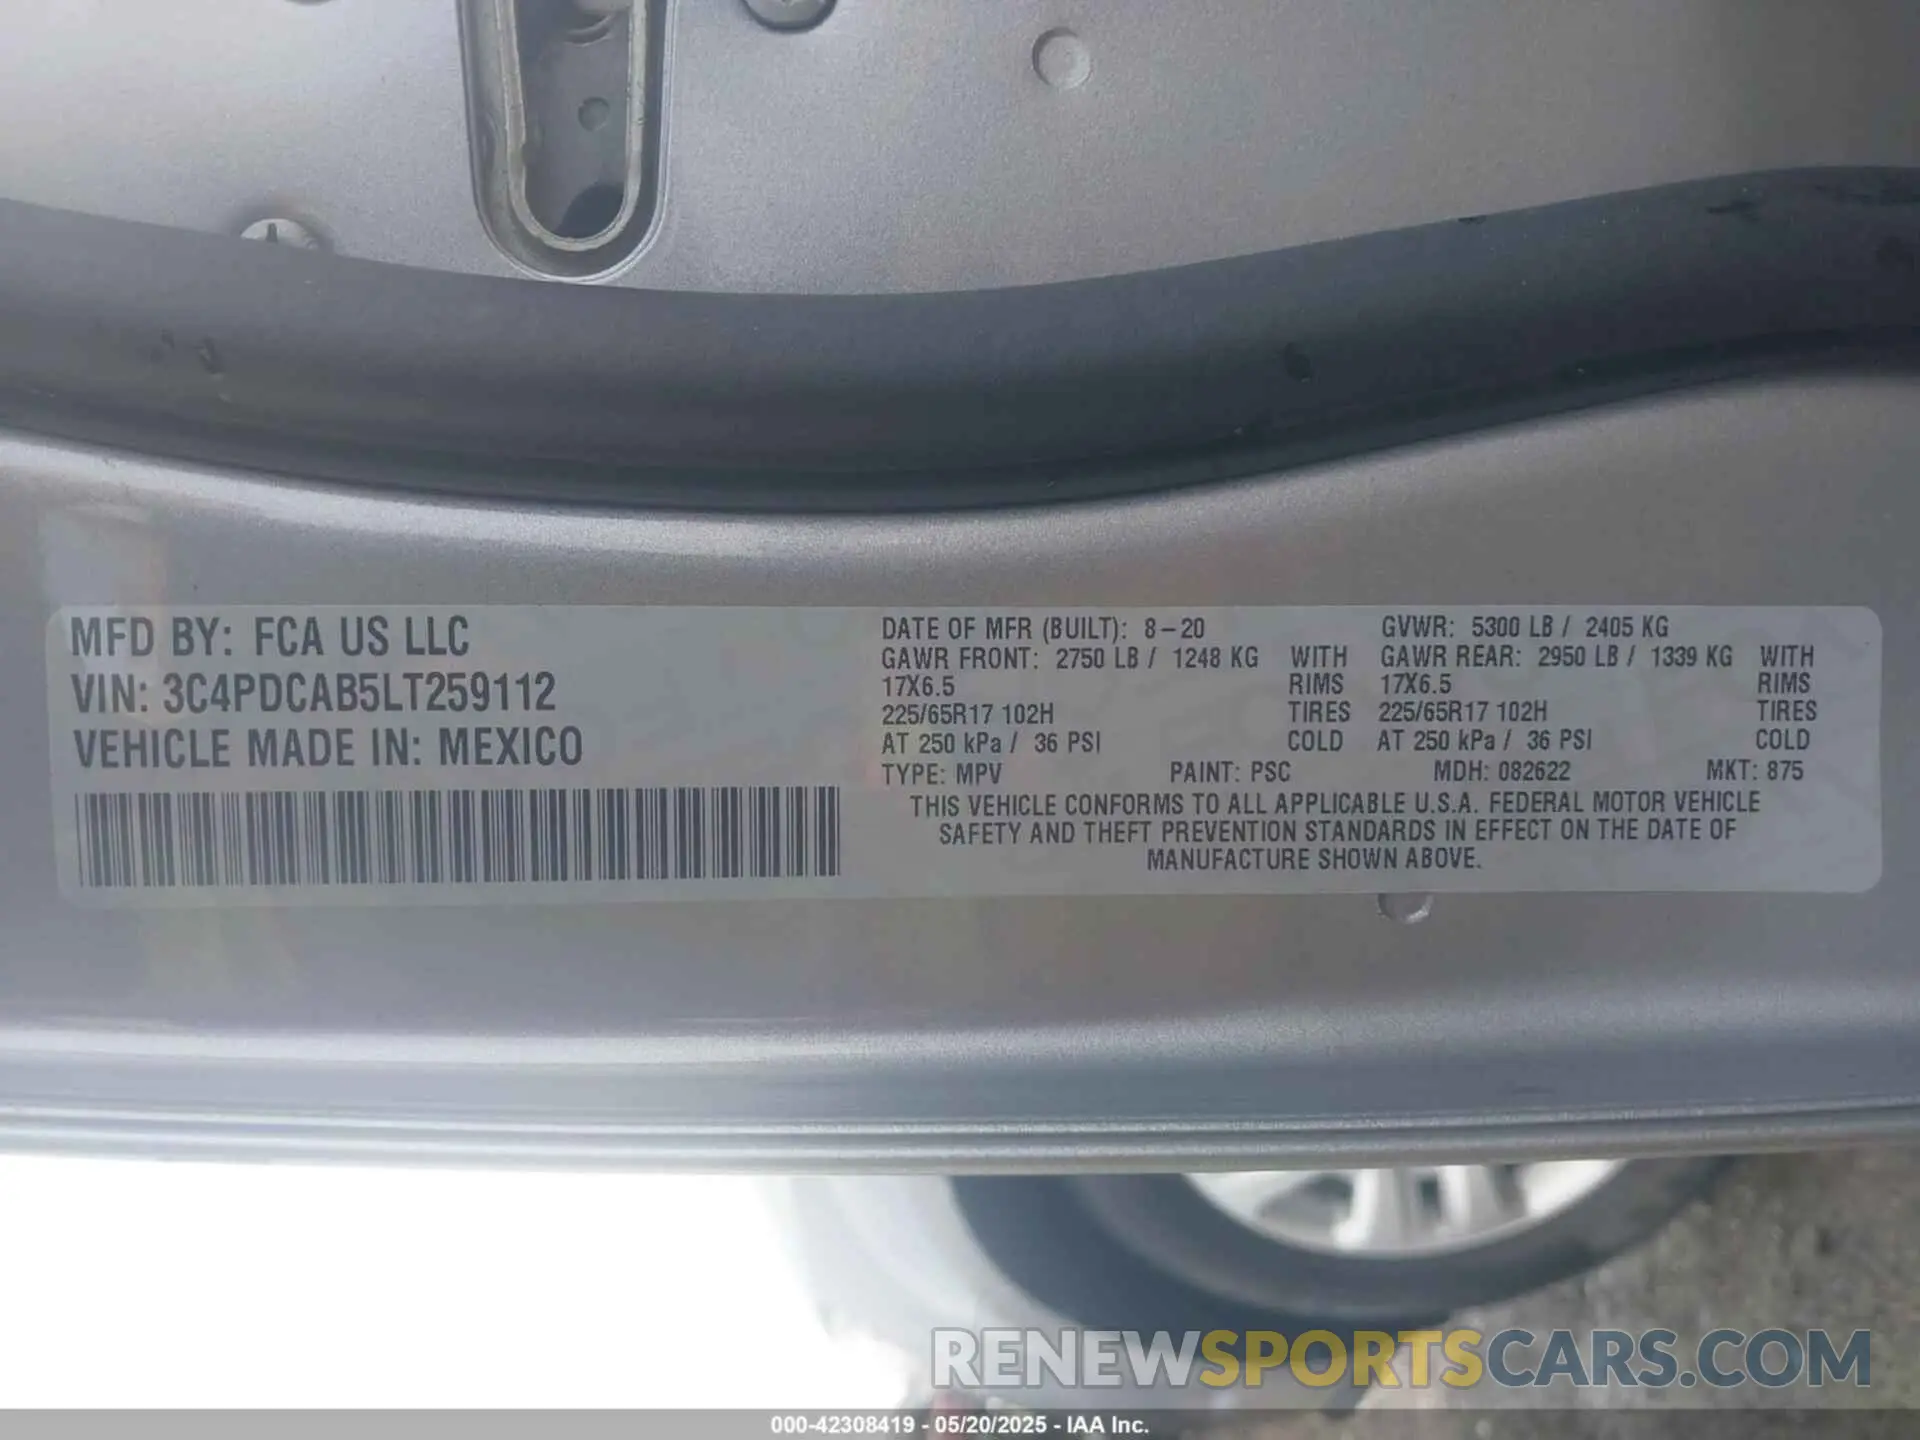 MFD BY: FCA US LLC
VIN: 3C4PDCAB5LT259112
VEHICLE MADE IN: MEXICO
DATE OF MFR (BUILT): 8-20 GVWR: 5300 LB / 2405 KG
GAWR FRONT: 2750 LB / 1248 KG WITH GAWR REAR: 2950 LB / 1339 KG WITH
17X6.5 RIMS 17X6.5 RIMS
225/65R17 102H TIRES 225/65R17 102H TIRES
AT 250 kPa / 36 PSI COLD AT 250 kPa / 36 PSI COLD
TYPE: MPV PAINT: PSC MDH: 082622 MKT: 875
THIS VEHICLE CONFORMS TO ALL APPLICABLE U.S.A. FEDERAL MOTOR VEHICLE
SAFETY AND THEFT PREVENTION STANDARDS IN EFFECT ON THE DATE OF
MANUFACTURE SHOWN ABOVE.
RENEWSPORTSCARS.COM
000-42308419 - 05/20/2025 - IAA Inc.